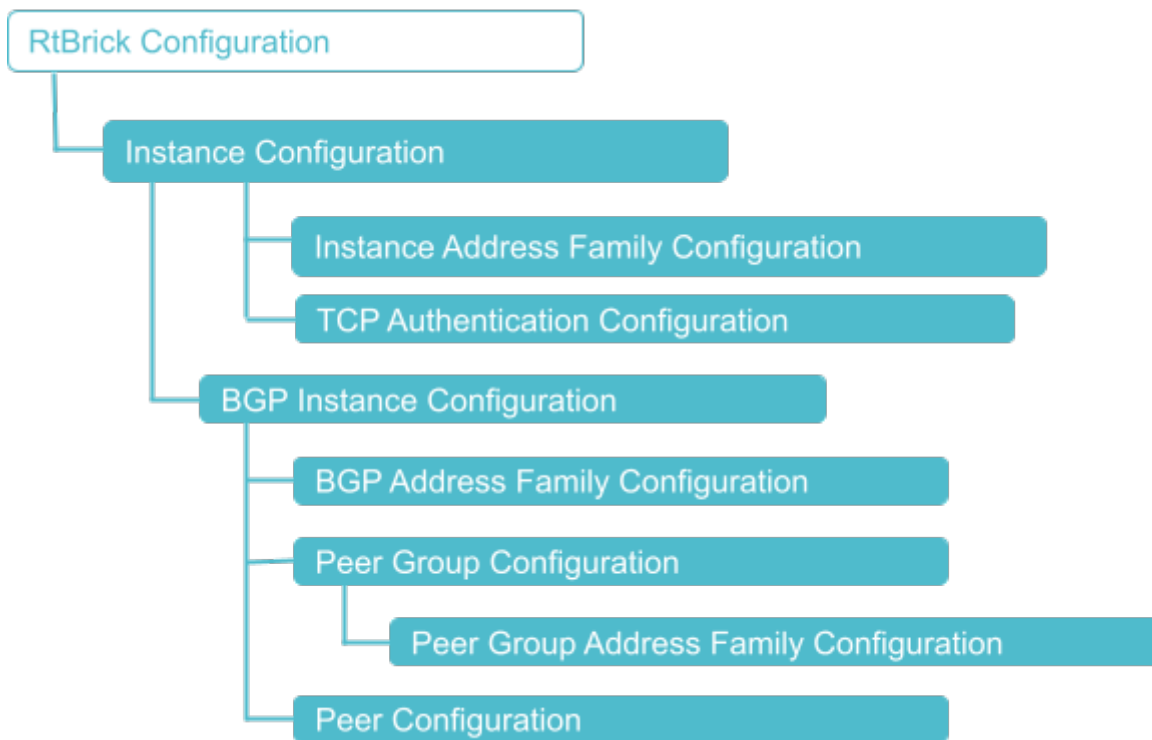 RtBrick Configuration
Instance Configuration
Instance Address Family Configuration
TCP Authentication Configuration
BGP Instance Configuration
BGP Address Family Configuration
Peer Group Configuration
Peer Group Address Family Configuration
Peer Configuration